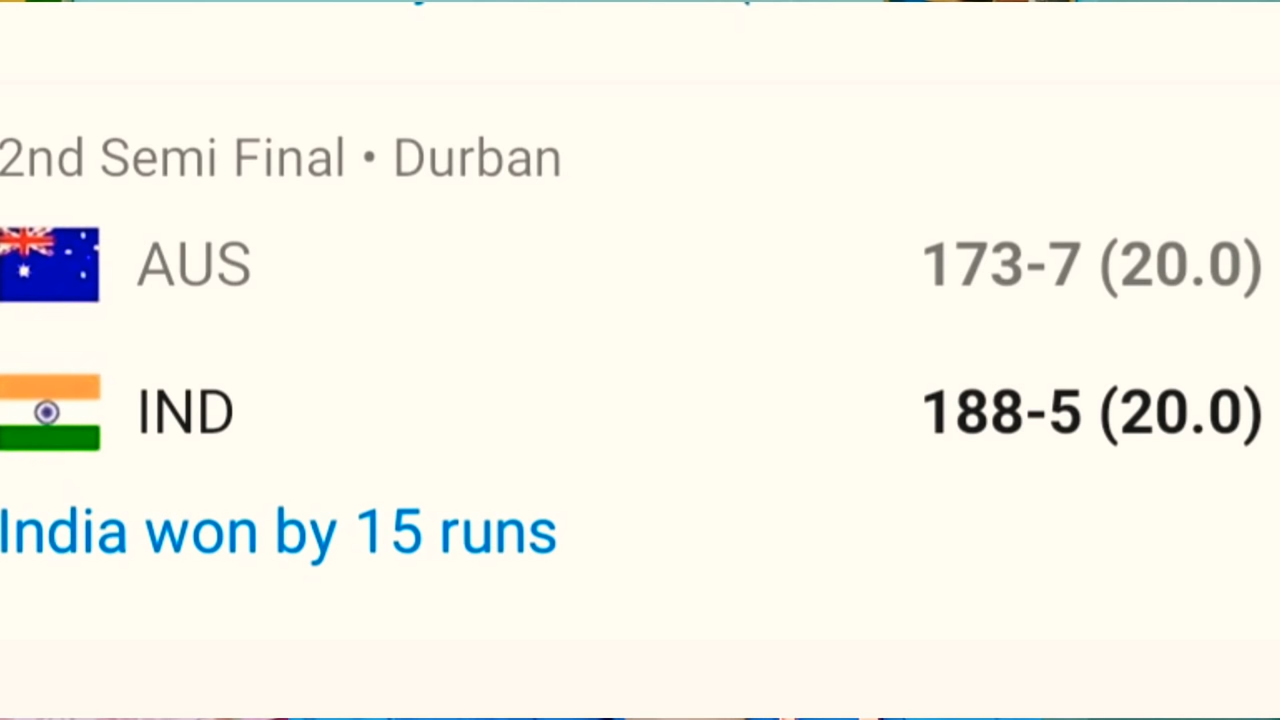 2nd Semi Final • Durban
AUS 173-7 (20.0)
IND 188-5 (20.0)
India won by 15 runs